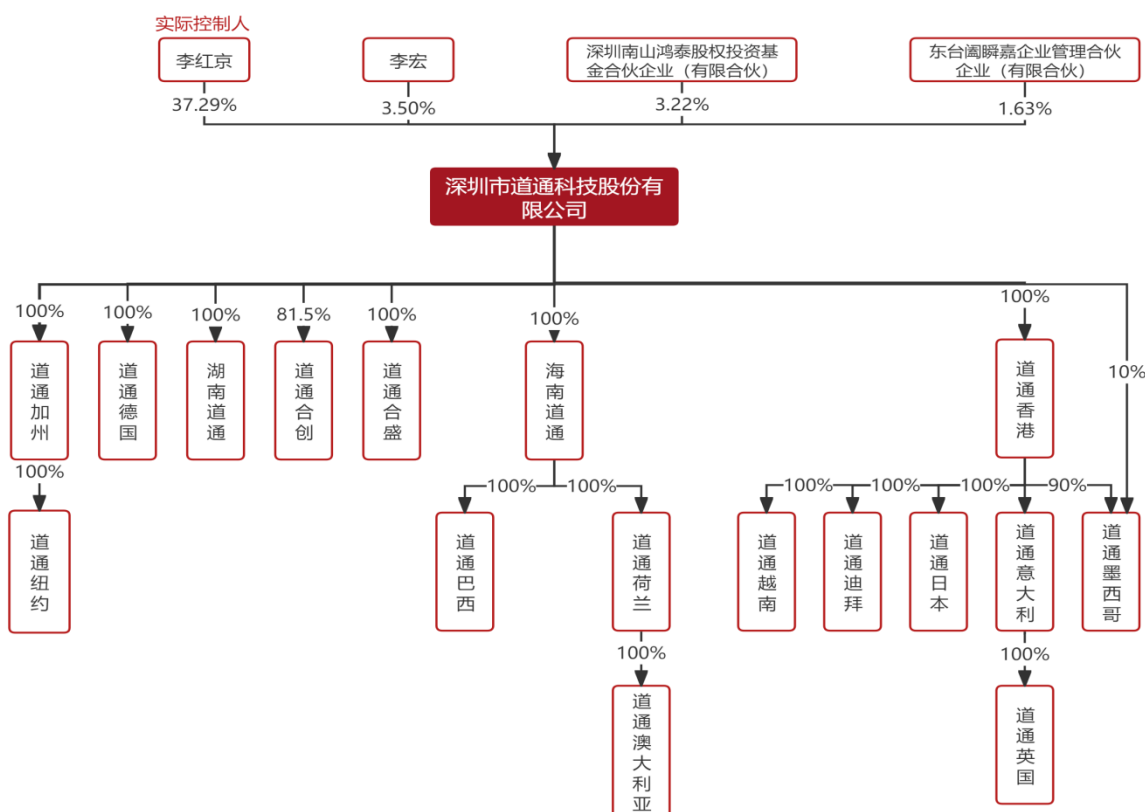 实际控制人
李红京
李宏
深圳南山鸿泰股权投资基
金合伙企业（有限合伙）
东台阖瞬嘉企业管理合伙
企业（有限合伙）
37.29%
3.50%
3.22%
1.63%
深圳市道通科技股份有
限公司
100%
100%
100%
81.5%
100%
100%
100%
10%
道通加州
道通德国
湖南道通
道通合创
道通合盛
海南道通
道通香港
100%
100%
100%
100%
100%
100%
90%
道通纽约
道通巴西
道通荷兰
道通越南
道通迪拜
道通日本
道通意大利
道通墨西哥
100%
100%
道通澳大利亚
道通英国